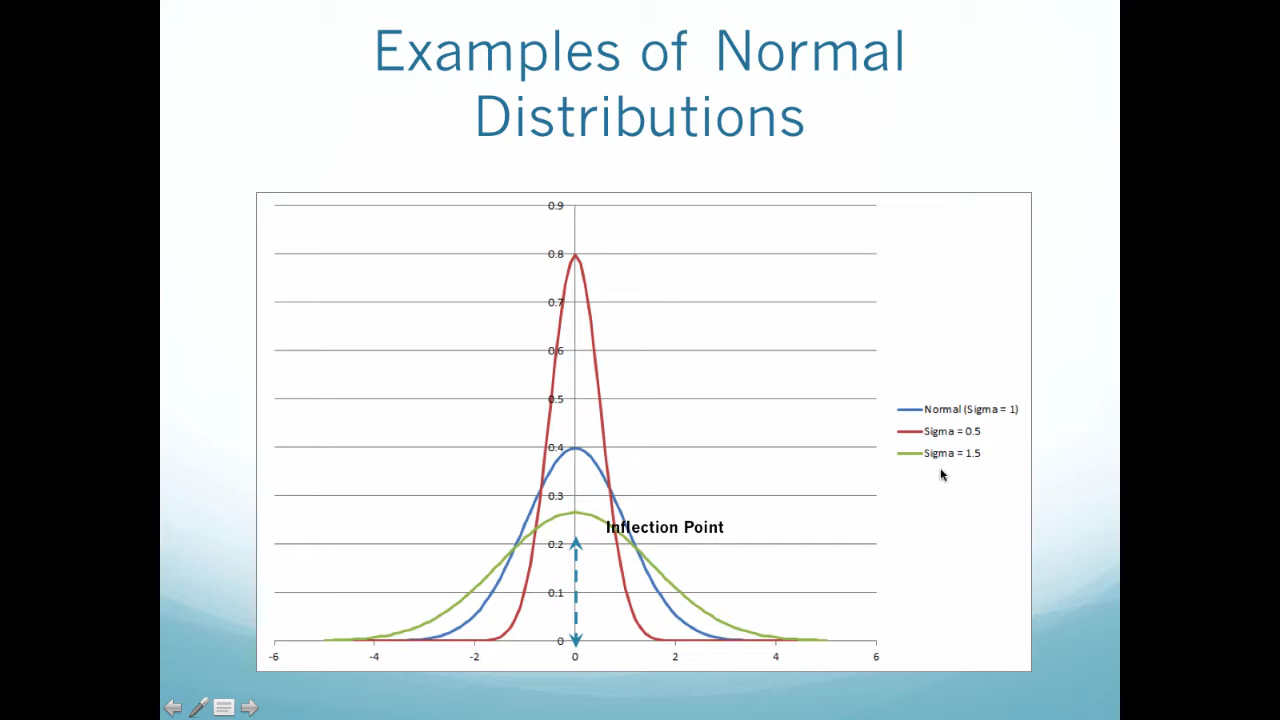 Examples of Normal
Distributions
0.9
0.8
0.7
0.6
0.5
0.4
0.3
0.2
0.1
0
-6 -4 -2 0 2 4 6
Inflection Point
Normal (Sigma = 1)
Sigma = 0.5
Sigma = 1.5